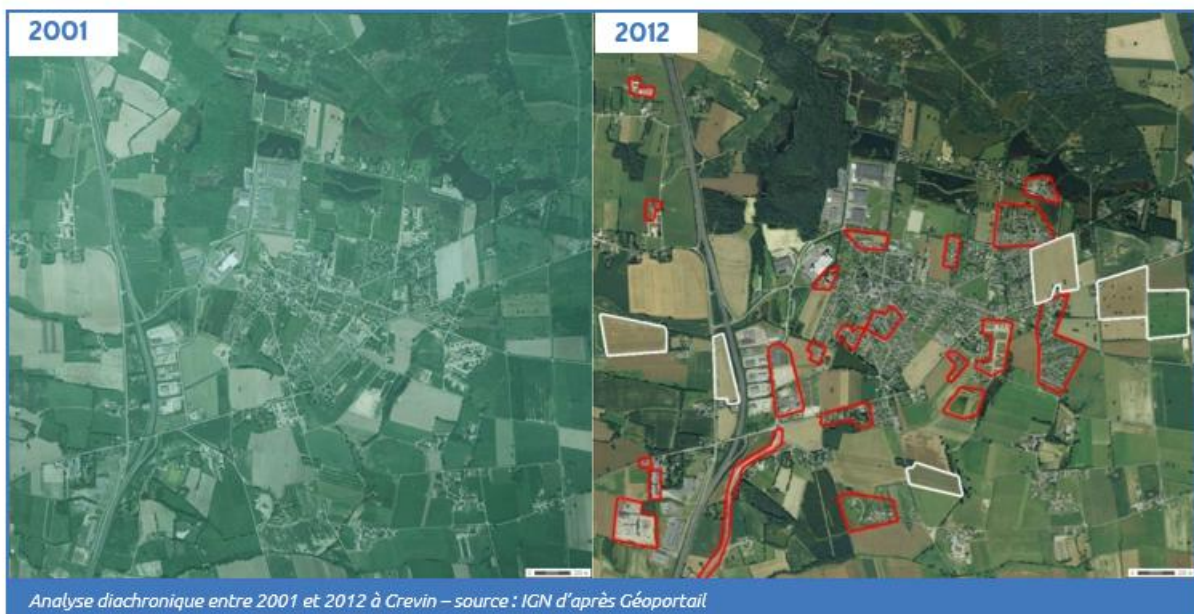 2001
2012
Analyse diachronique entre 2001 et 2012 à Crevin – source : IGN d'après Géoportail